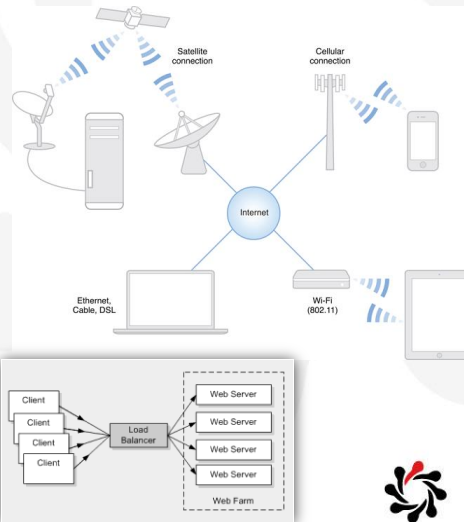 Satellite
connection
Cellular
connection
Internet
Ethernet,
Cable, DSL
Wi-Fi
(802.11)
Client
Client
Client
Client
Load
Balancer
Web Server
Web Server
Web Server
Web Server
Web Farm